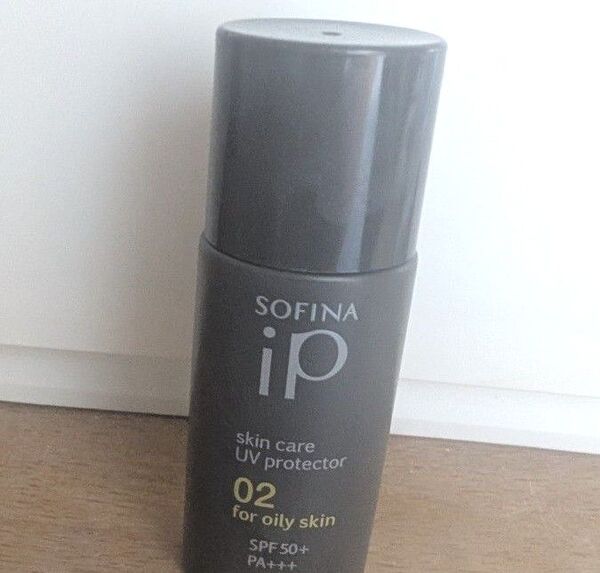 SOFINA
iP
skin care
UV protector
02
for oily skin
SPF50+
PA+++